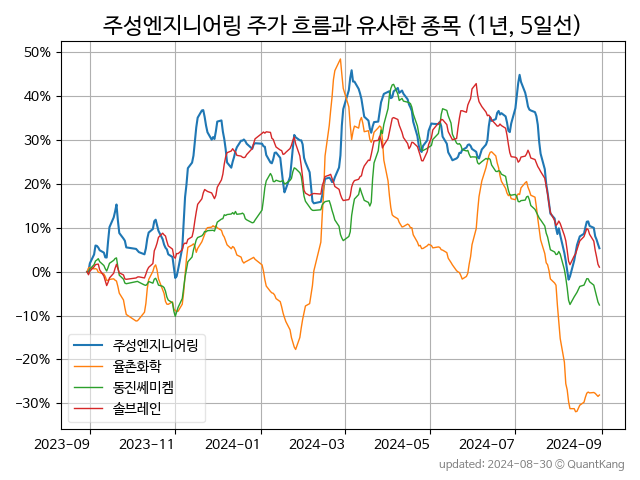 주성엔지니어링 주가 흐름과 유사한 종목 (1년, 5일선)
50%
40%
30%
20%
10%
0%
−10%
−20%
−30%
주성엔지니어링
율촌화학
동진쎄미켐
솔브레인
2023-09 2023-11 2024-01 2024-03 2024-05 2024-07 2024-09
updated: 2024-08-30 © QuantKang